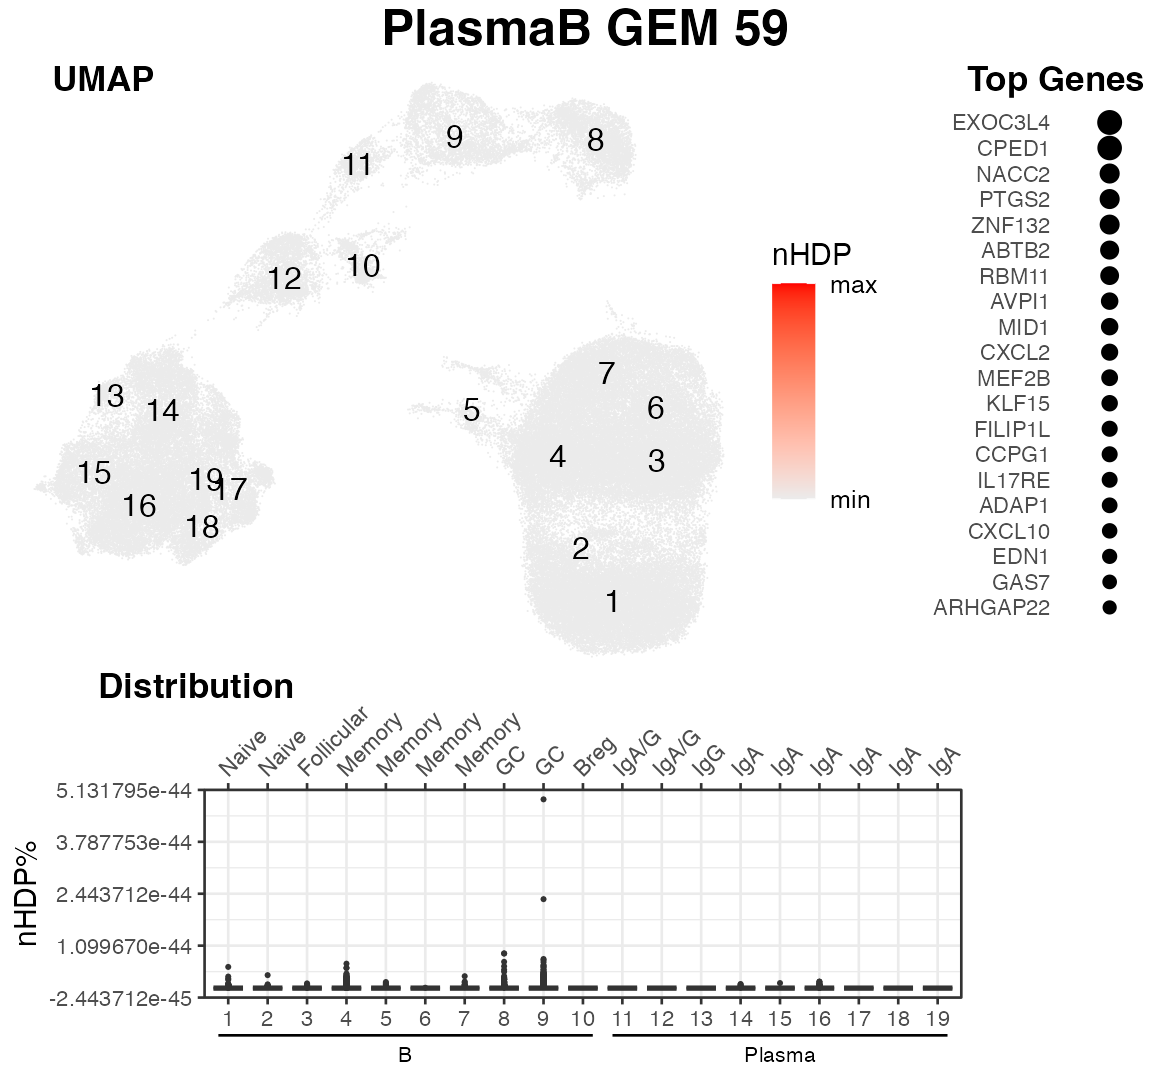 PlasmaB GEM 59
UMAP
Top Genes
9
8
11
10
12
7
6
5
4
3
2
1
13
14
15
19
17
16
18
nHDP
max
min
EXOC3L4
CPED1
NACC2
PTGS2
ZNF132
ABTB2
RBM11
AVPI1
MID1
CXCL2
MEF2B
KLF15
FILIP1L
CCPG1
IL17RE
ADAP1
CXCL10
EDN1
GAS7
ARHGAP22
Distribution
Naive Naive Follicular Memory Memory Memory Memory GC GC Breg IgA/G IgA/G IgG IgA IgA IgA IgA IgA IgA
nHDP%
5.131795e-44
3.787753e-44
2.443712e-44
1.099670e-44
-2.443712e-45
1 2 3 4 5 6 7 8 9 10 11 12 13 14 15 16 17 18 19
B Plasma